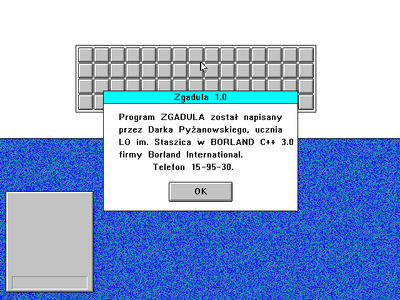 Zgadula 1.0
Program ZGADULA został napisany
przez Darka Pyżanowskiego, ucznia
LO im. Staszica w BORLAND C++ 3.0
firmy Borland International.
Telefon 15-95-30.
OK